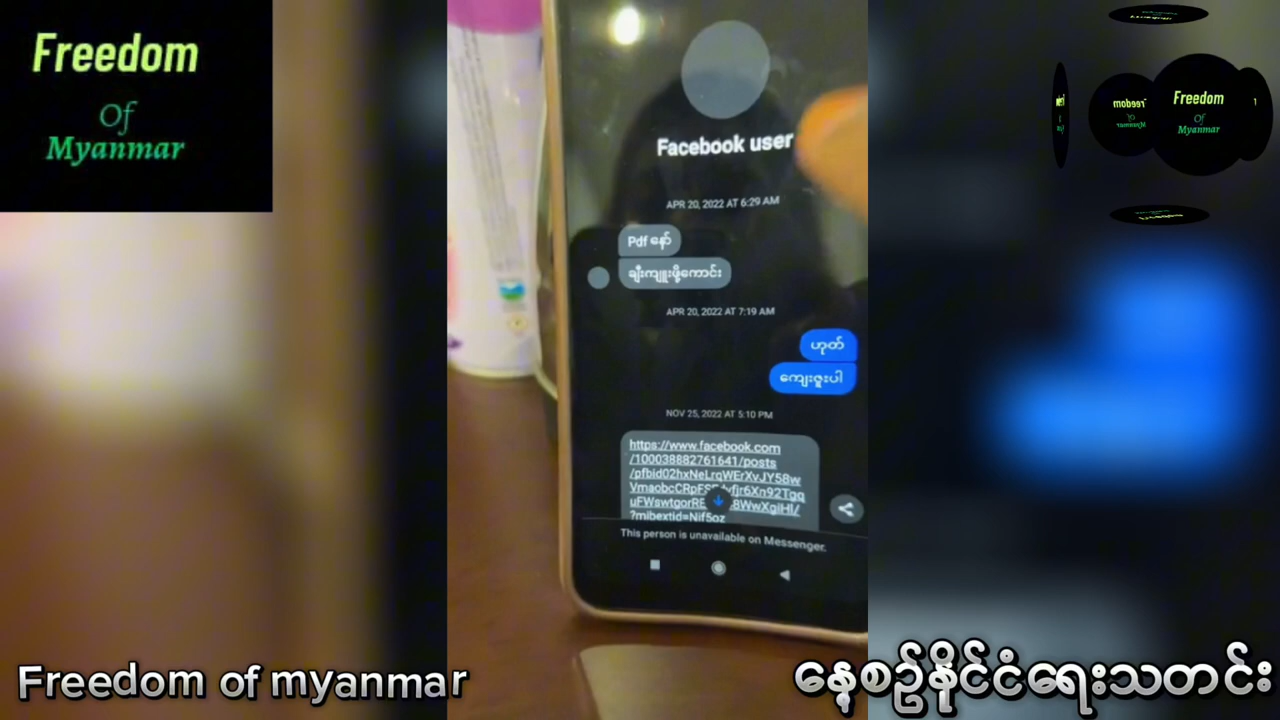 Freedom
Of
Myanmar
Facebook user
APR 20, 2022 AT 6:29 AM
Pdf နော်
ချီးကျူးဖို့ကောင်း
APR 20, 2022 AT 7:19 AM
ဟုတ်
ကျေးဇူးပါ
NOV 25, 2022 AT 5:10 PM
https://www.facebook.com
/100038882761641/posts
?mibextid=Nif5oz
This person is unavailable on Messenger.
Freedom
Of
Myanmar
Freedom of myanmar
နေ့စဉ်နိုင်ငံရေးသတင်း